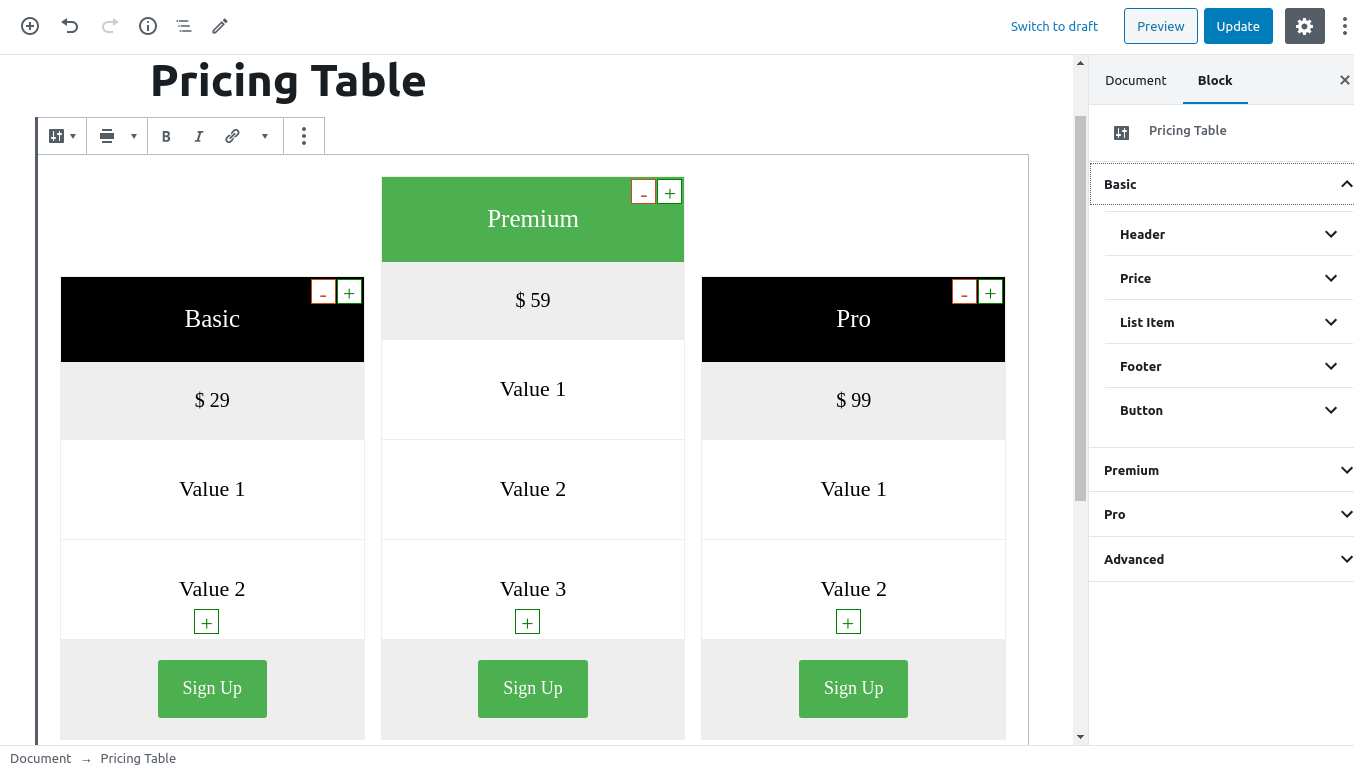 Switch to draft
Preview
Update
Pricing Table
B I
Document Block
Pricing Table
Basic
Header
Price
List Item
Footer
Button
Premium
Pro
Advanced
- +
Basic
$ 29
Value 1
Value 2
+
Sign Up
- +
Premium
$ 59
Value 1
Value 2
Value 3
+
Sign Up
- +
Pro
$ 99
Value 1
Value 2
+
Sign Up
Document → Pricing Table